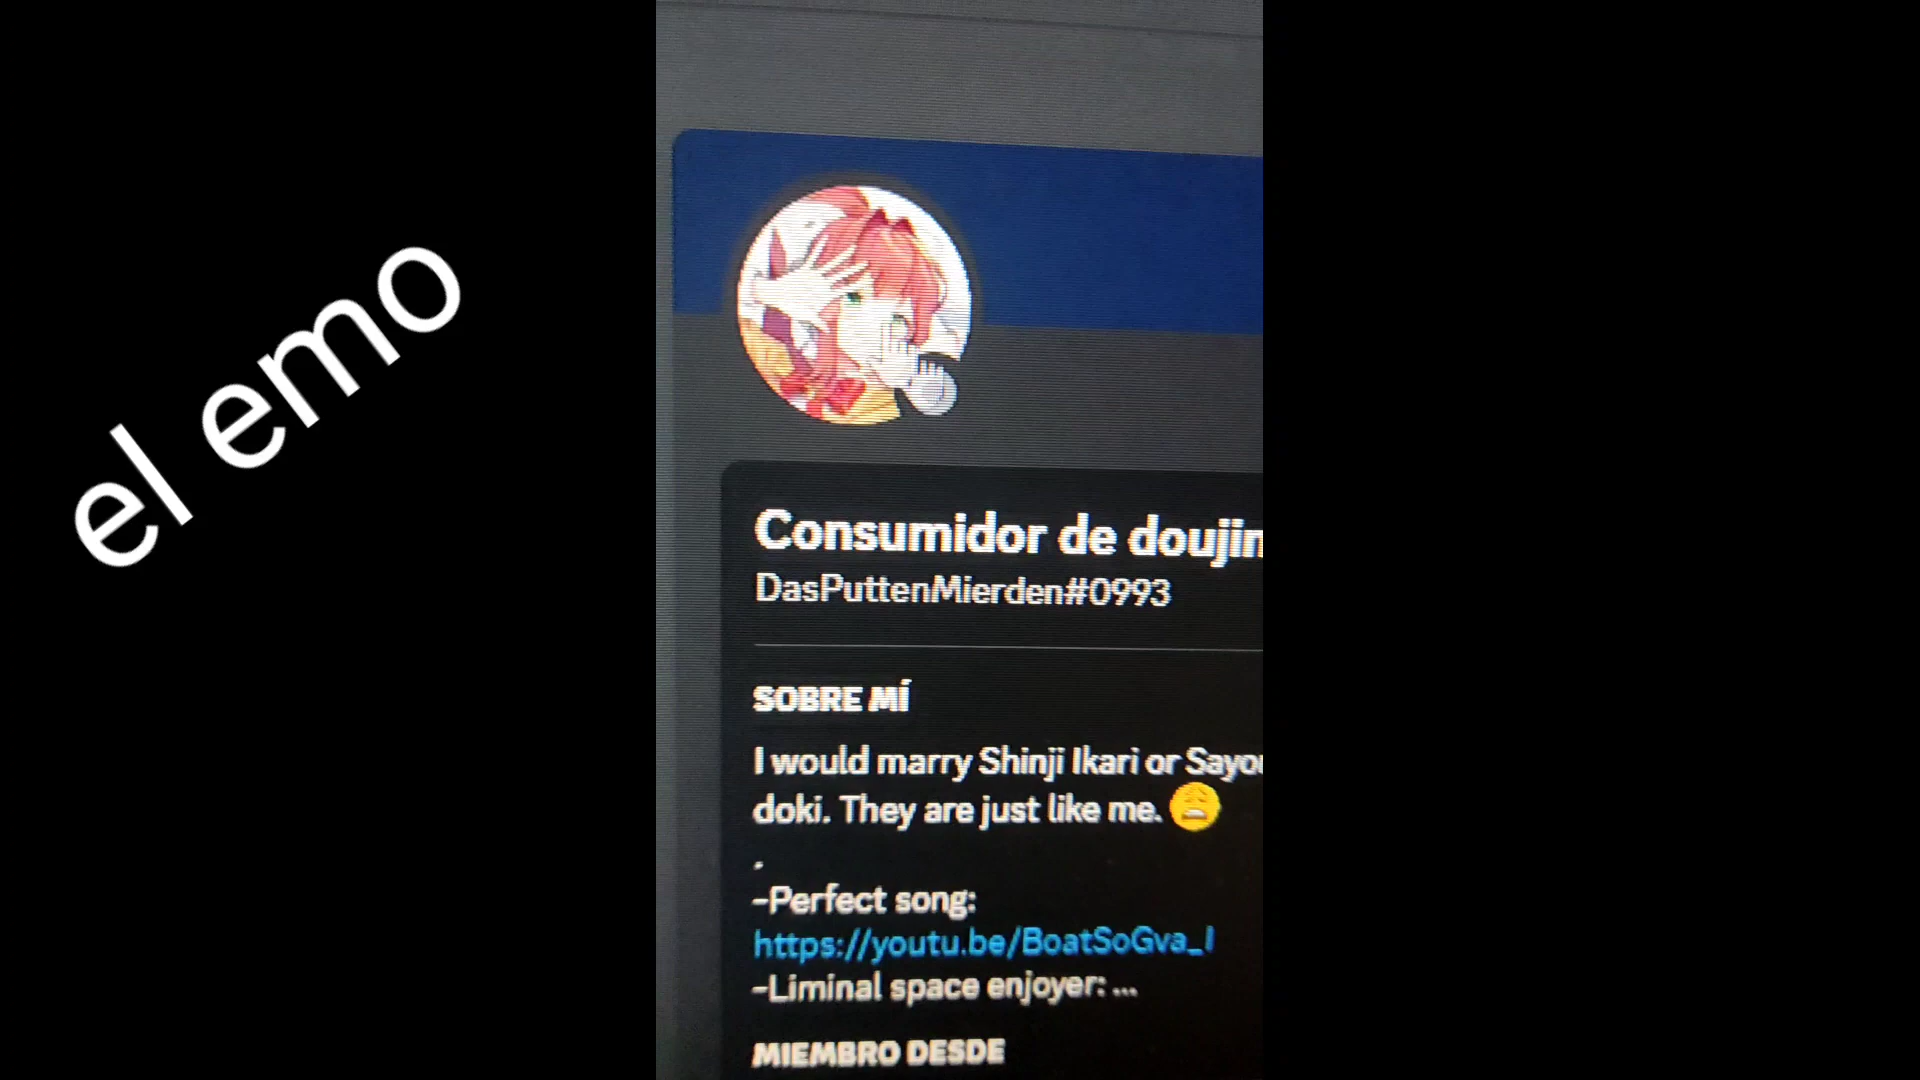 el emo
Consumidor de
DasPuttenMierden#0993
SOBRE MÍ
I would marry Shinji Ikari or
doki. They are just like me.
.
-Perfect song:
https://youtu.be/BoatSoGva_I
-Liminal space enjoyer: ...
MIEMBRO DESDE